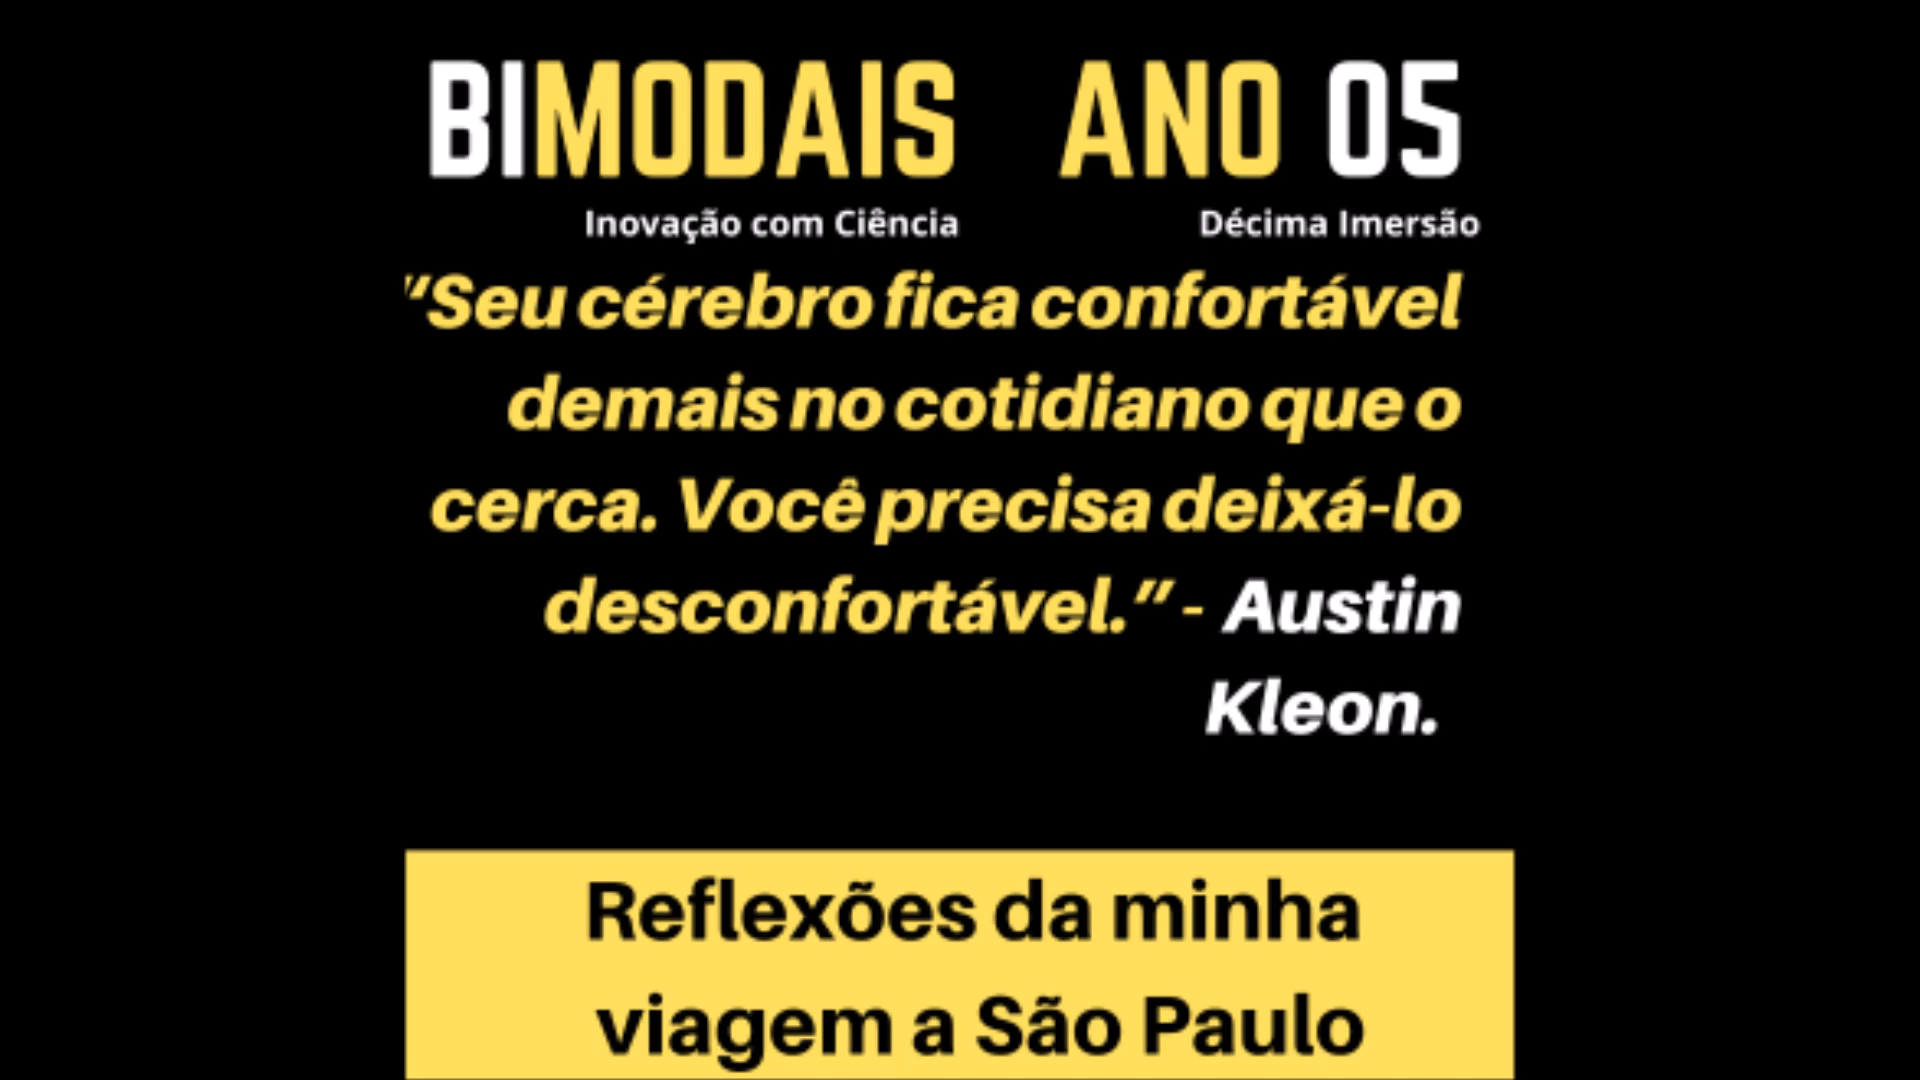 BIMODAIS ANO 05
Inovação com Ciência Décima Imersão
"Seu cérebro fica confortável
demais no cotidiano que o
cerca. Você precisa deixá-lo
desconfortável." - Austin
Kleon.
Reflexões da minha
viagem a São Paulo